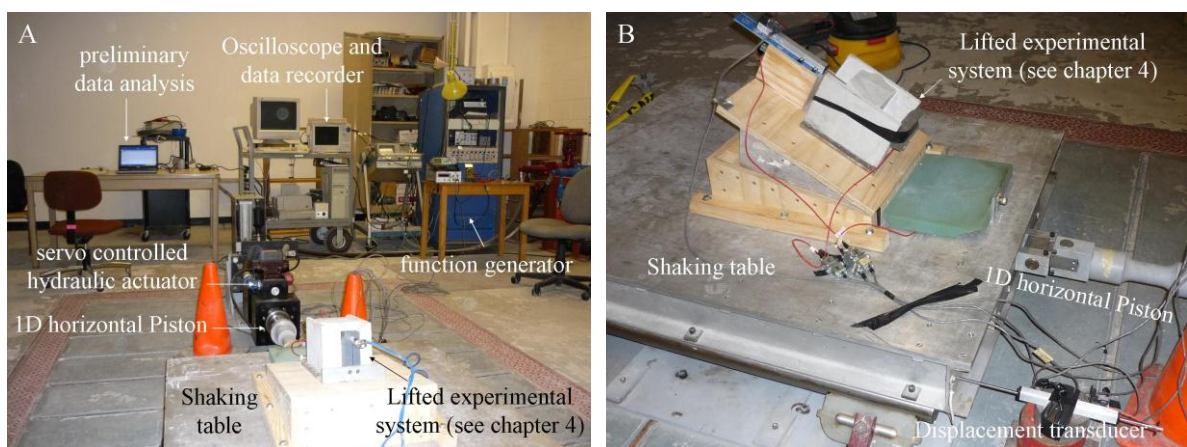 A
preliminary
data analysis
Oscilloscope and
data recorder
servo controlled
hydraulic actuator
function generator
1D horizontal Piston
Shaking
table
Lifted experimental
system (see chapter 4)
B
Lifted experimental
system (see chapter 4)
Shaking table
1D horizontal Piston
Displacement transducer